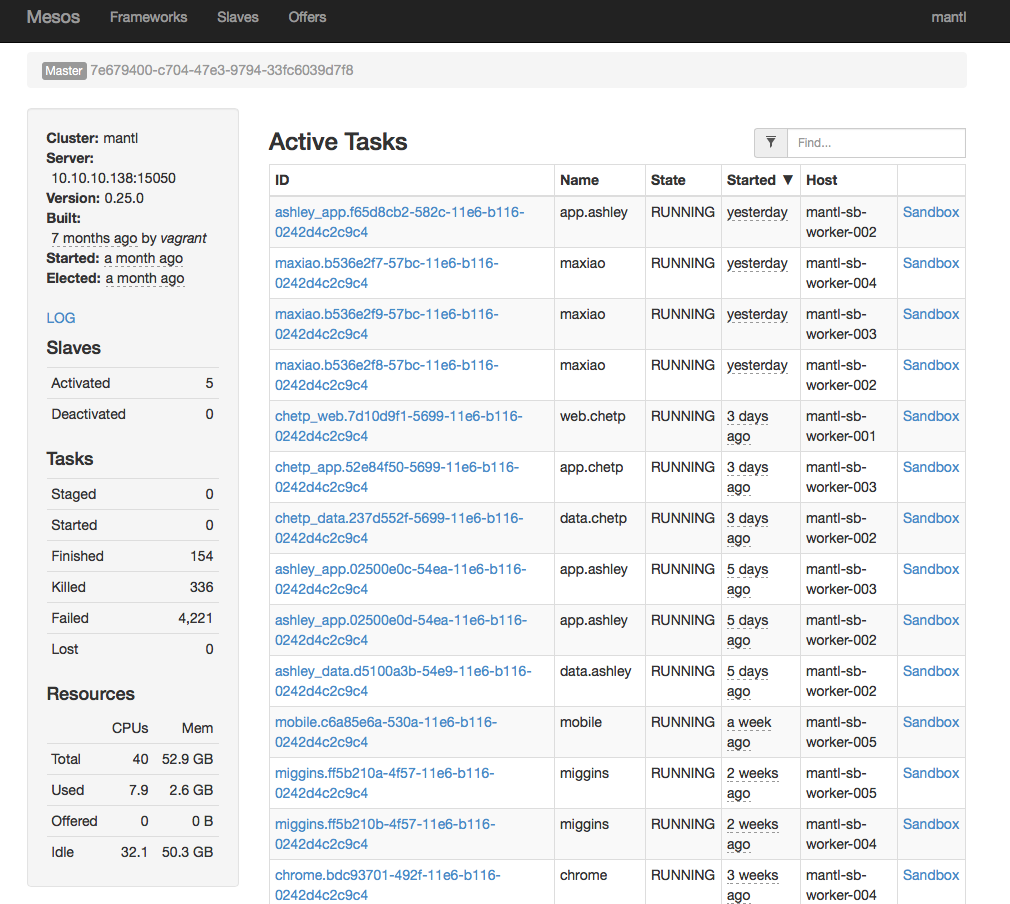 Mesos Frameworks Slaves Offers mantl
Master 7e679400-c704-47e3-9794-33fc6039d7f8
Cluster: mantl
Server:
10.10.10.138:15050
Version: 0.25.0
Built:
7 months ago by vagrant
Started: a month ago
Elected: a month ago
LOG
Slaves
Activated 5
Deactivated 0
Tasks
Staged 0
Started 0
Finished 154
Killed 336
Failed 4,221
Lost 0
Resources
CPUs Mem
Total 40 52.9 GB
Used 7.9 2.6 GB
Offered 0 0 B
Idle 32.1 50.3 GB
Active Tasks
Find...
ID Name State Started ▼ Host
ashley_app.f65d8cb2-582c-11e6-b116- app.ashley RUNNING yesterday mantl-sb- Sandbox
0242d4c2c9c4 worker-002
maxiao.b536e2f7-57bc-11e6-b116- maxiao RUNNING yesterday mantl-sb- Sandbox
0242d4c2c9c4 worker-004
maxiao.b536e2f9-57bc-11e6-b116- maxiao RUNNING yesterday mantl-sb- Sandbox
0242d4c2c9c4 worker-003
maxiao.b536e2f8-57bc-11e6-b116- maxiao RUNNING yesterday mantl-sb- Sandbox
0242d4c2c9c4 worker-002
chetp_web.7d10d9f1-5699-11e6-b116- web.chetp RUNNING 3 days mantl-sb- Sandbox
0242d4c2c9c4 ago worker-001
chetp_app.52e84f50-5699-11e6-b116- app.chetp RUNNING 3 days mantl-sb- Sandbox
0242d4c2c9c4 ago worker-003
chetp_data.237d552f-5699-11e6-b116- data.chetp RUNNING 3 days mantl-sb- Sandbox
0242d4c2c9c4 ago worker-002
ashley_app.02500e0c-54ea-11e6-b116- app.ashley RUNNING 5 days mantl-sb- Sandbox
0242d4c2c9c4 ago worker-003
ashley_app.02500e0d-54ea-11e6-b116- app.ashley RUNNING 5 days mantl-sb- Sandbox
0242d4c2c9c4 ago worker-002
ashley_data.d5100a3b-54e9-11e6-b116- data.ashley RUNNING 5 days mantl-sb- Sandbox
0242d4c2c9c4 ago worker-002
mobile.c6a85e6a-530a-11e6-b116- mobile RUNNING a week mantl-sb- Sandbox
0242d4c2c9c4 ago worker-005
miggins.ff5b210a-4f57-11e6-b116- miggins RUNNING 2 weeks mantl-sb- Sandbox
0242d4c2c9c4 ago worker-005
miggins.ff5b210b-4f57-11e6-b116- miggins RUNNING 2 weeks mantl-sb- Sandbox
0242d4c2c9c4 ago worker-004
chrome.bdc93701-492f-11e6-b116- chrome RUNNING 3 weeks mantl-sb- Sandbox
0242d4c2c9c4 ago worker-004